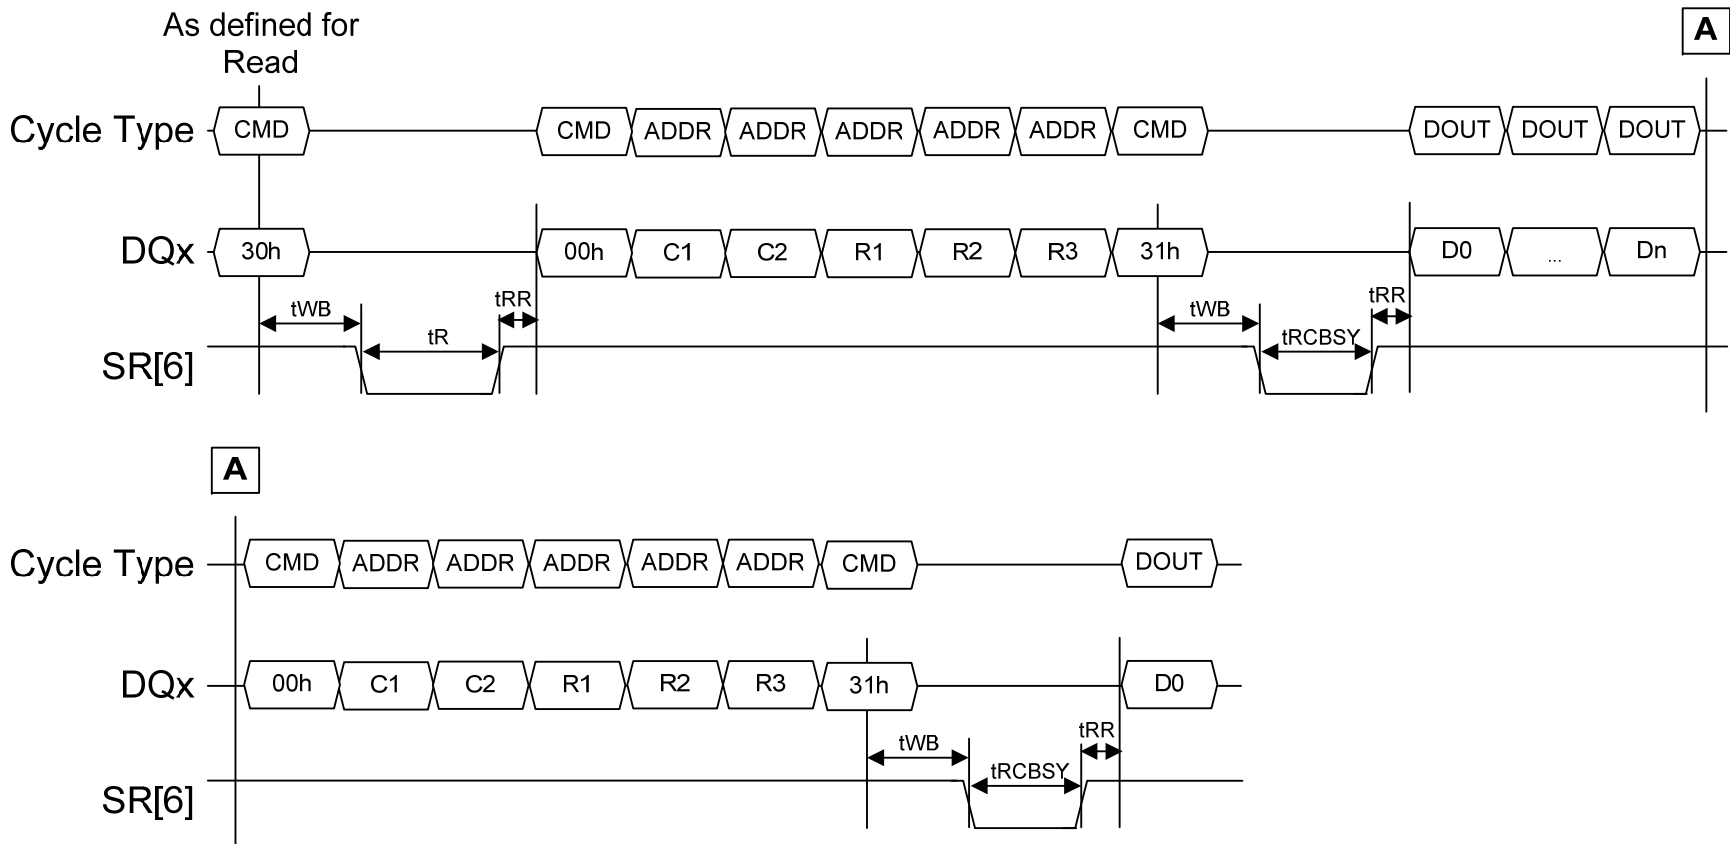 As defined for
Read
A
Cycle Type CMD CMD ADDR ADDR ADDR ADDR ADDR CMD DOUT DOUT DOUT
DQx 30h 00h C1 C2 R1 R2 R3 31h D0 ... Dn
tWB tR tRR tWB tRCBSY tRR
SR[6]
A
Cycle Type CMD ADDR ADDR ADDR ADDR ADDR CMD DOUT
DQx 00h C1 C2 R1 R2 R3 31h D0
tWB tRCBSY tRR
SR[6]